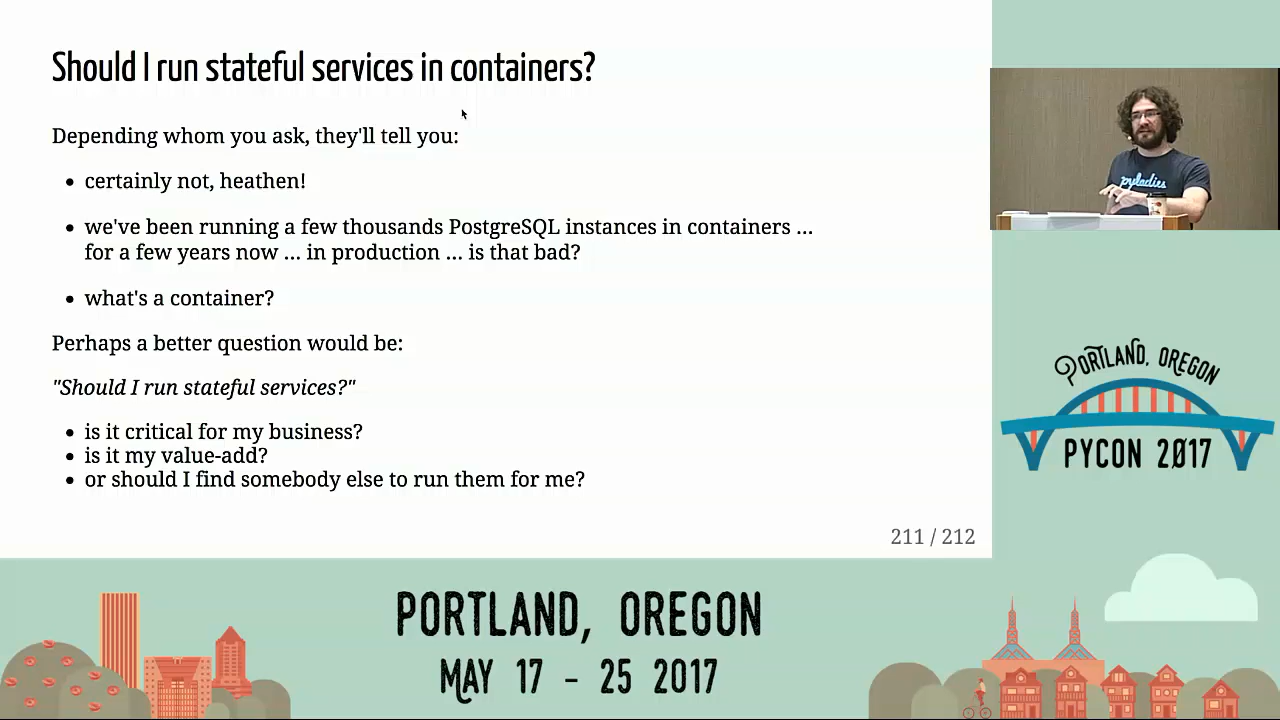 Should I run stateful services in containers?
Depending whom you ask, they'll tell you:
• certainly not, heathen!
• we've been running a few thousands PostgreSQL instances in containers ...
for a few years now ... in production ... is that bad?
• what's a container?
Perhaps a better question would be:
"Should I run stateful services?"
• is it critical for my business?
• is it my value-add?
• or should I find somebody else to run them for me?
211 / 212
pyladies
PORTLAND, OREGON
PYCON 2017
PORTLAND, OREGON
MAY 17 - 25 2017